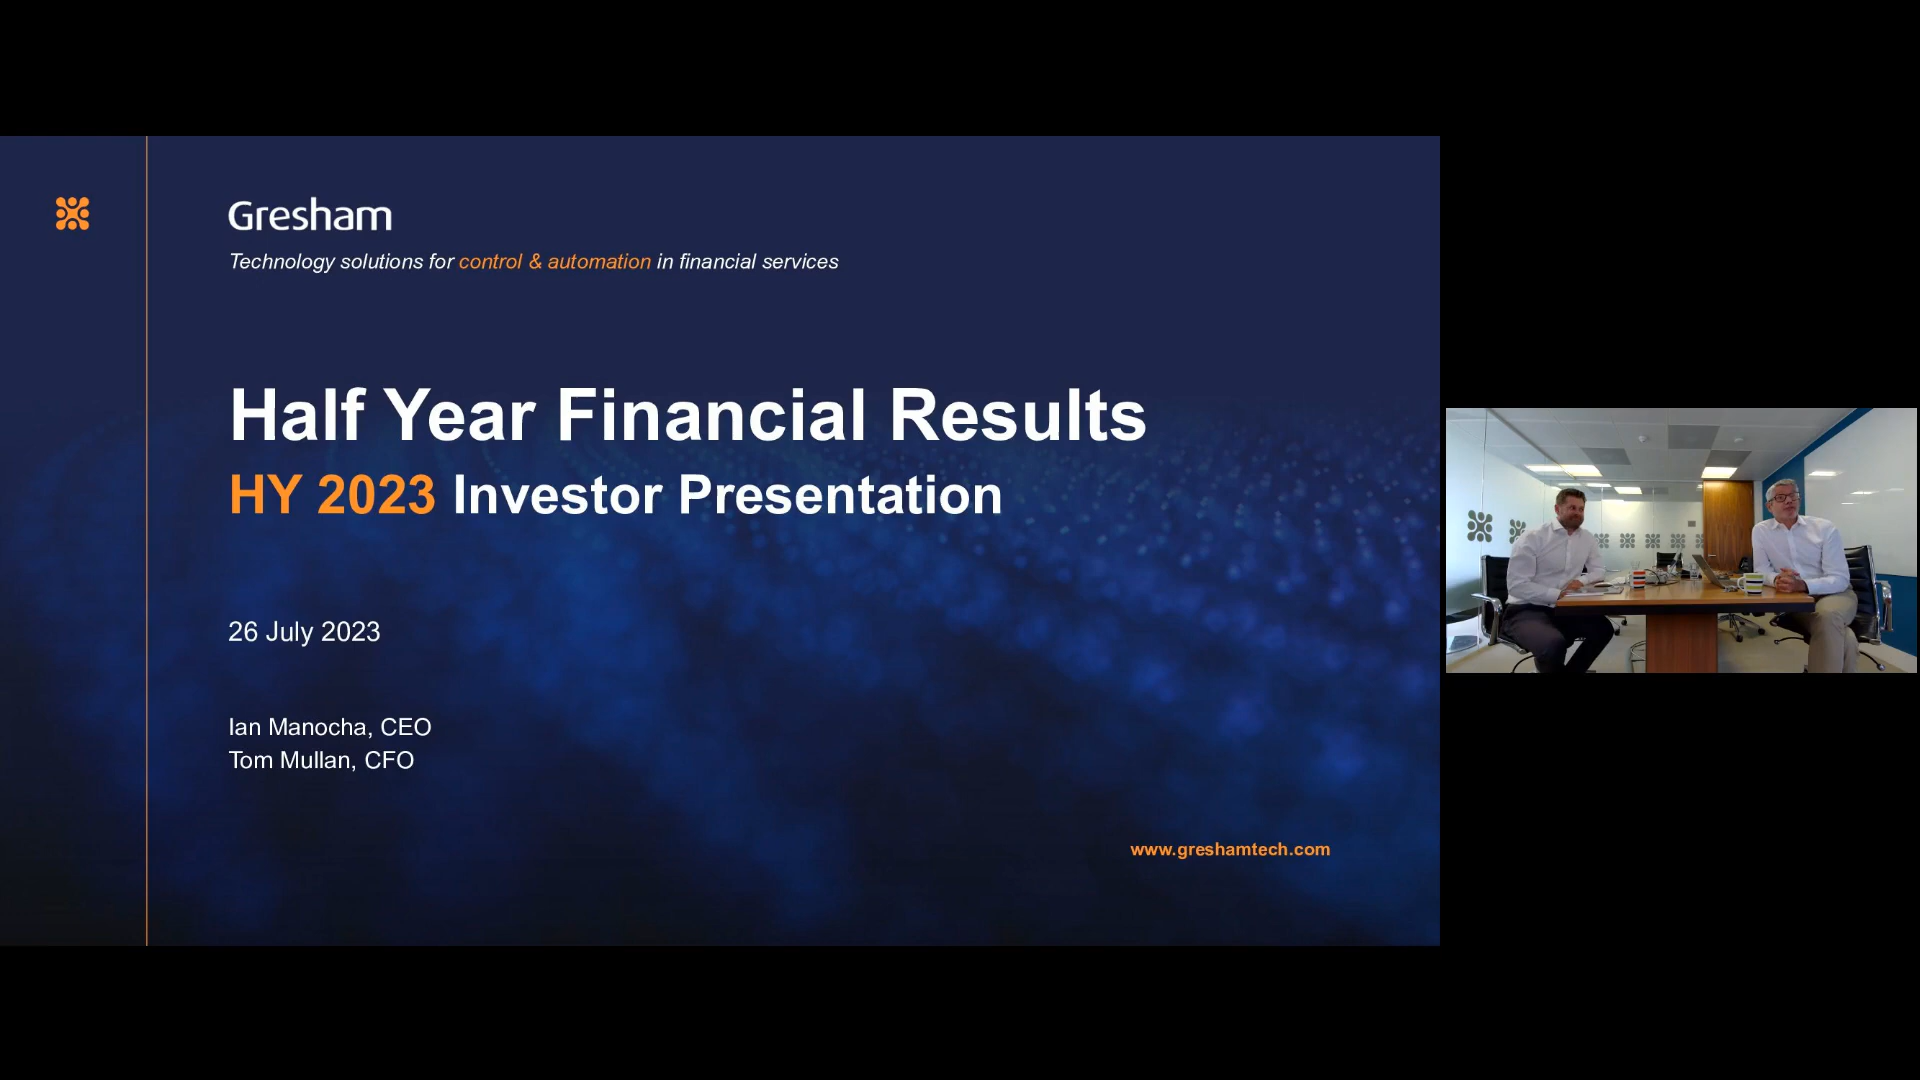 Gresham
Technology solutions for control & automation in financial services
Half Year Financial Results
HY 2023 Investor Presentation
26 July 2023
Ian Manocha, CEO
Tom Mullan, CFO
www.greshamtech.com